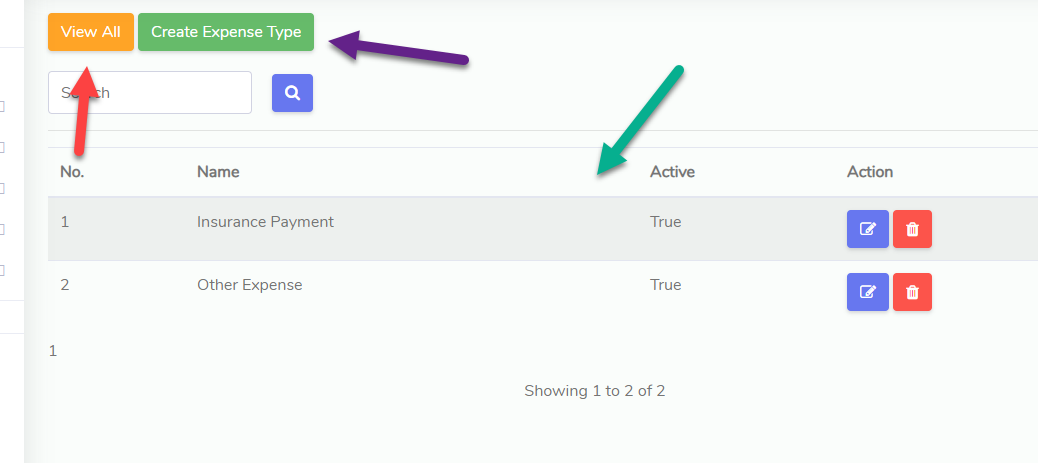 View All Create Expense Type
Search
No. Name Active Action
1 Insurance Payment True
2 Other Expense True
1
Showing 1 to 2 of 2